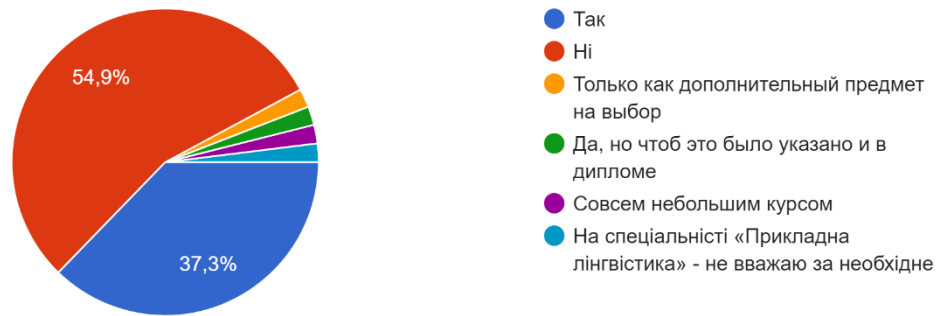 54,9%
37,3%
Так
Ні
Только как дополнительный предмет
на выбор
Да, но чтоб это было указано и в
дипломе
Совсем небольшим курсом
На спеціальністі «Прикладна
лінгвістика» - не вважаю за необхідне